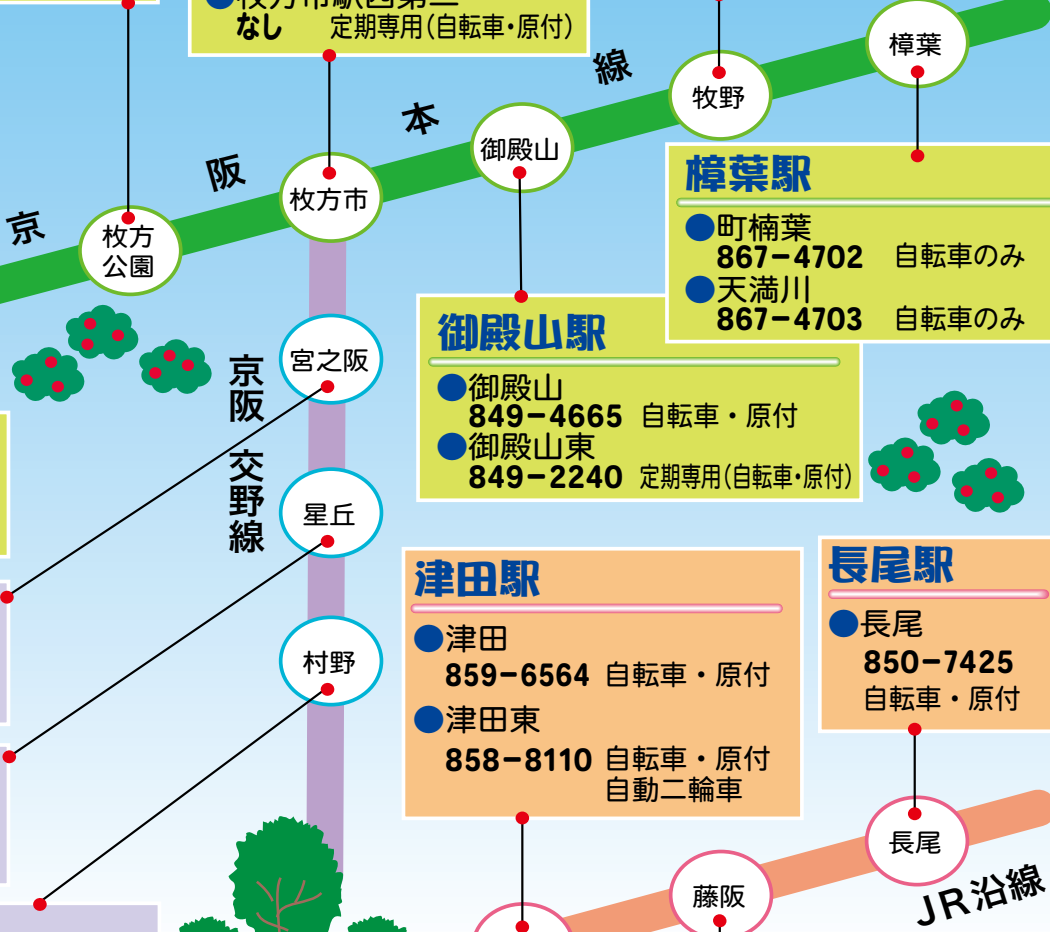 なし 定期専用(自転車・原付)
京阪本線
樟葉
牧野
御殿山
枚方市
枚方
公園
樟葉駅
●町楠葉
867-4702 自転車のみ
●天満川
867-4703 自転車のみ
御殿山駅
●御殿山
849-4665 自転車・原付
●御殿山東
849-2240 定期専用(自転車・原付)
京阪 交野線
宮之阪
星丘
村野
津田駅
●津田
859-6564 自転車・原付
●津田東
858-8110 自転車・原付
自動二輪車
長尾駅
●長尾
850-7425
自転車・原付
長尾
藤阪
JR沿線